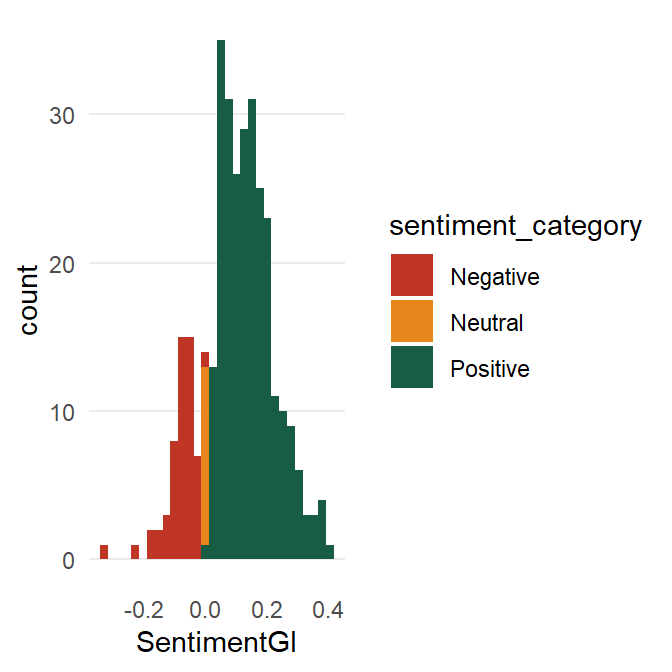 30
20
10
0
count
-0.2
0.0
0.2
0.4
SentimentGI
sentiment_category
Negative
Neutral
Positive